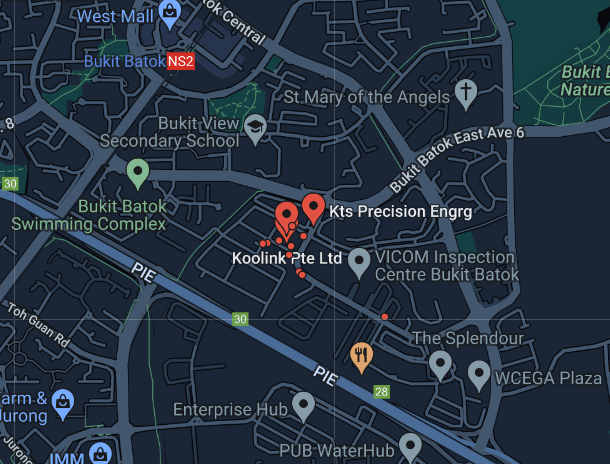 West Mall
tok Central
Bukit Batok NS2
Bukit B
Nature
St.Mary of the Angels
. 8
Bukit View
Secondary School
Bukit Batok East Ave 6
30
Bukit Batok
Swimming Complex
Kts Precision Engrg
Koolink Pte Ltd
VICOM Inspection
Centre Bukit Batok
PIE
Toh Guan Rd
30
The Splendour
PIE
28
WCEGA Plaza
arm &
Jurong
Enterprise Hub
Jurong
IMM
PUB WaterHub